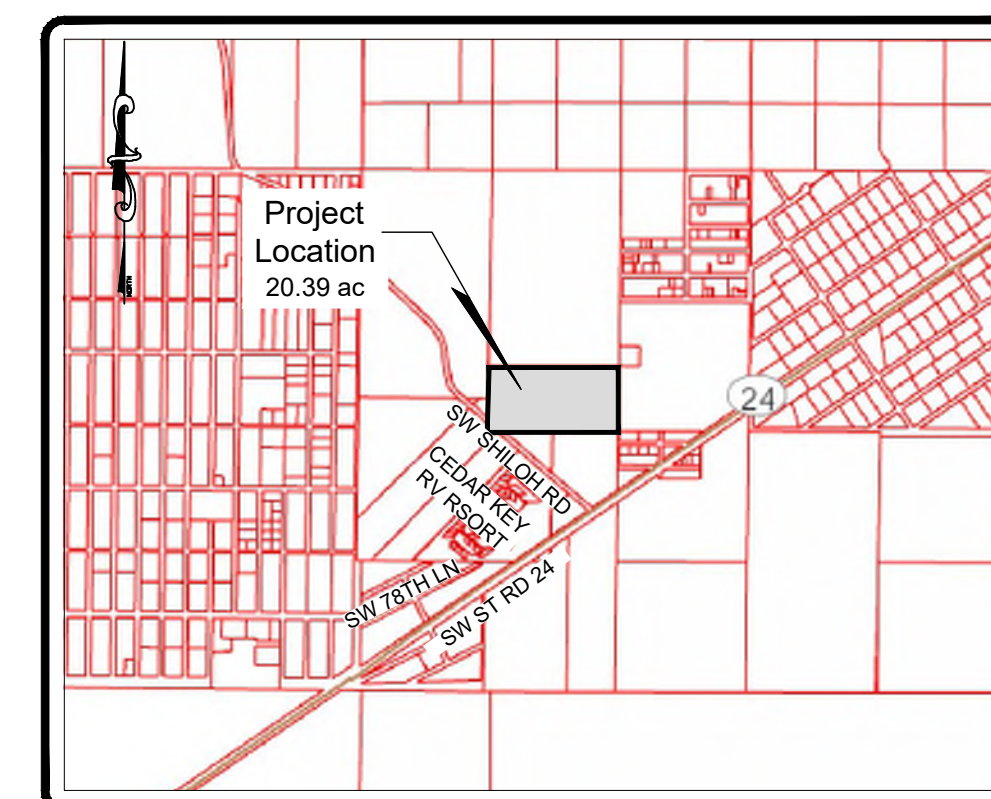 NORTH
Project
Location
20.39 ac
24
SW SHILOH RD
CEDAR KEY
RV RSORT
SW 78TH LN
SW ST RD 24